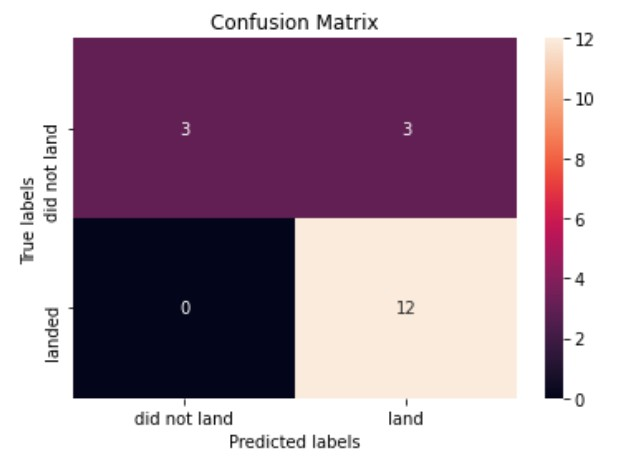 Confusion Matrix
True labels
did not land
landed
3
3
0
12
did not land
land
Predicted labels
12
10
8
6
4
2
0